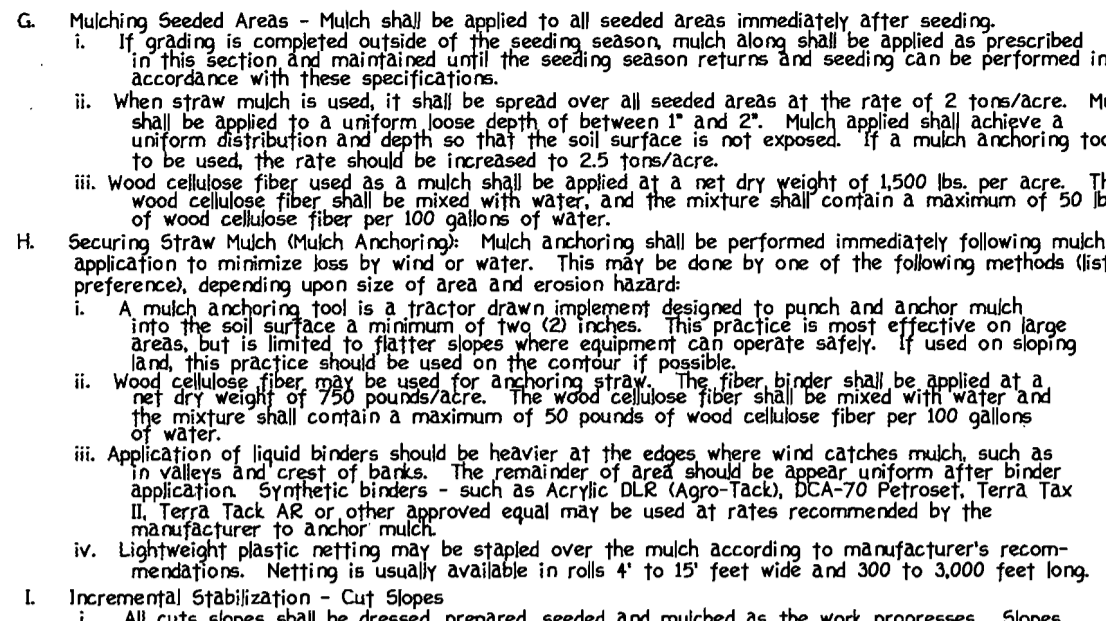 G. Mulching Seeded Areas - Mulch shall be applied to all seeded areas immediately after seeding.
i. If grading is completed outside of the seeding season, mulch along shall be applied as prescribed
in this section and maintained until the seeding season returns and seeding can be performed in
accordance with these specifications.
ii. When straw mulch is used, it shall be spread over all seeded areas at the rate of 2 tons/acre.
shall be applied to a uniform loose depth of between 1" and 2". Mulch applied shall achieve a
uniform distribution and depth so that the soil surface is not exposed. If a mulch anchoring
to be used, the rate should be increased to 2.5 tons/acre.
iii. Wood cellulose fiber used as a mulch shall be applied at a net dry weight of 1,500 lbs. per acre.
wood cellulose fiber shall be mixed with water, and the mixture shall contain a maximum of 50
of wood cellulose fiber per 100 gallons of water.
H. Securing Straw Mulch (Mulch Anchoring): Mulch anchoring shall be performed immediately following mulch
application to minimize loss by wind or water. This may be done by one of the following methods (list
preference), depending upon size of area and erosion hazard:
i. A mulch anchoring tool is a tractor drawn implement designed to punch and anchor mulch
into the soil surface a minimum of two (2) inches. This practice is most effective on large
areas, but is limited to flatter slopes where equipment can operate safely. If used on sloping
land, this practice should be used on the contour if possible.
ii. Wood cellulose fiber may be used for anchoring straw. The fiber binder shall be applied at a
net dry weight of 750 pounds/acre. The wood cellulose fiber shall be mixed with water and
the mixture shall contain a maximum of 50 pounds of wood cellulose fiber per 100 gallons
of water.
iii. Application of liquid binders should be heavier at the edges where wind catches mulch, such as
in valleys and crest of banks. The remainder of area should be appear uniform after binder
application. Synthetic binders - such as Acrylic DLR (Agro-Tack), DCA-70 Petroset, Terra Tax
II, Terra Tack AR or other approved equal may be used at rates recommended by the
manufacturer to anchor mulch.
iv. Lightweight plastic netting may be stapled over the mulch according to manufacturer's recom-
mendations. Netting is usually available in rolls 4' to 15' feet wide and 300 to 3,000 feet long.
I. Incremental Stabilization - Cut Slopes
i. All cuts slopes shall be dressed, prepared, seeded and mulched as the work progresses. Slopes